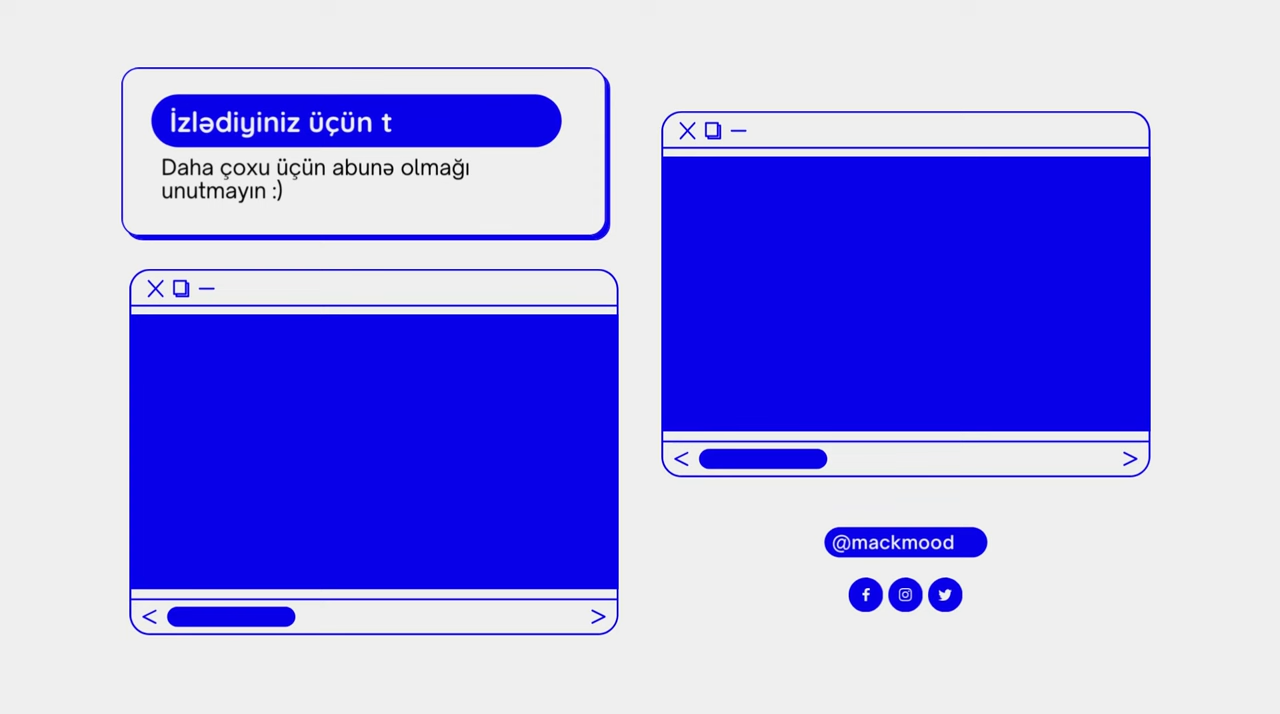 İzlədiyiniz üçün t
Daha çoxu üçün abunə olmağı
unutmayın :)
@mackmood